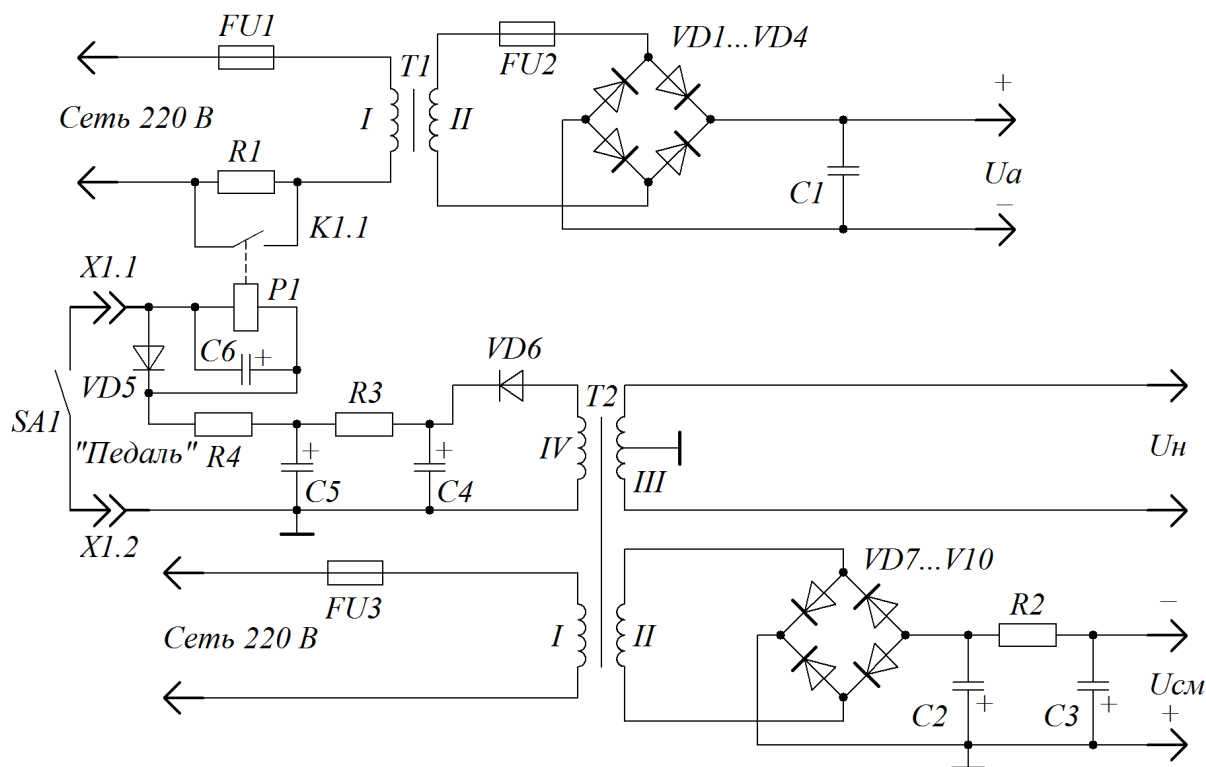 FU1
T1
FU2
VD1...VD4
+
Сеть 220 В
I
II
R1
C1
Uа
−
K1.1
X1.1
P1
C6
+
VD5
VD6
R3
T2
SA1
"Педаль"
R4
+
C5
+
C4
IV
III
Uн
X1.2
FU3
VD7...V10
Сеть 220 В
I
II
R2
−
C2
+
C3
+
Uсм
+